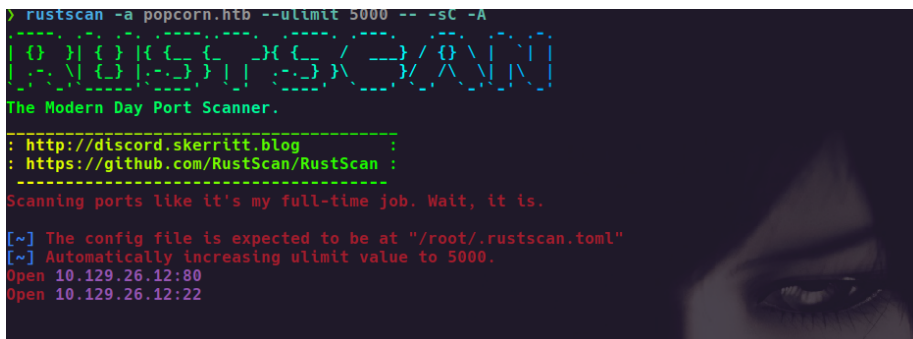 ❯ rustscan -a popcorn.htb --ulimit 5000 -- -sC -A
.----. .-. .-. .----..---.  .----. .---.   .--.  .-. .-.
| {}  }| { } |{ {__ {_   _}{ {__  /  ___} / {} \ |  `| |
| .-. \| {_} |.-._} } | |  .-._} }\     }/  /\  \| |\  |
`-' `-'`-----'`----'  `-'  `----'  `---' `-'  `-'`-' `-'
The Modern Day Port Scanner.
________________________________________
: http://discord.skerritt.blog         :
: https://github.com/RustScan/RustScan :
 --------------------------------------
Scanning ports like it's my full-time job. Wait, it is.
[~] The config file is expected to be at "/root/.rustscan.toml"
[~] Automatically increasing ulimit value to 5000.
Open 10.129.26.12:80
Open 10.129.26.12:22